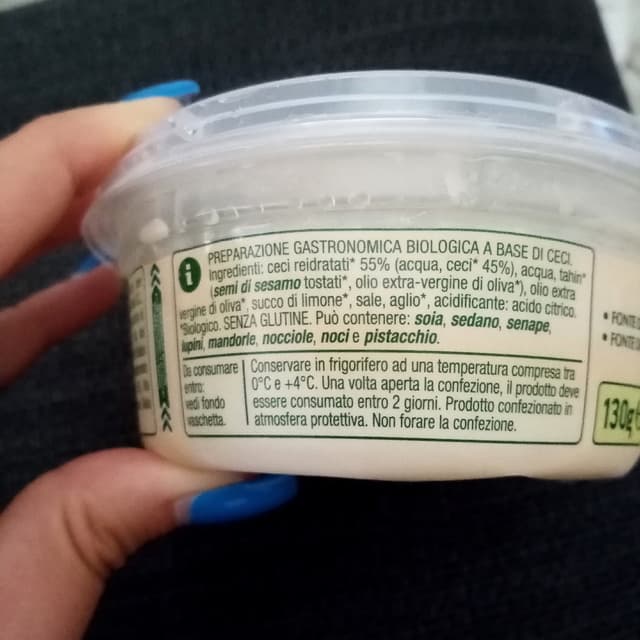 PREPARAZIONE GASTRONOMICA BIOLOGICA A BASE DI CECI.
Ingredienti: ceci reidratati* 55% (acqua, ceci* 45%), acqua, tahin*
(semi di sesamo tostati*, olio extra-vergine di oliva*), olio extra
vergine di oliva*, succo di limone*, sale, aglio*, acidificante: acido citrico.
*Biologico. SENZA GLUTINE. Può contenere: soia, sedano, senape,
lupini, mandorle, nocciole, noci e pistacchio.
Da consumare
entro:
vedi fondo
vaschetta.
Conservare in frigorifero ad una temperatura compresa tra
0°C e +4°C. Una volta aperta la confezione, il prodotto deve
essere consumato entro 2 giorni. Prodotto confezionato in
atmosfera protettiva. Non forare la confezione.
• FONTE
• FONTE
130g